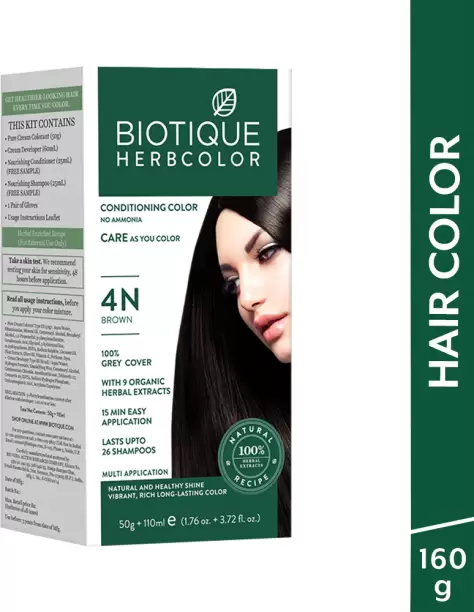 GET HEALTHIER-LOOKING HAIR
EVERY TIME YOU COLOR.
THIS KIT CONTAINS
• Pure Cream Colorant (50g)
• Cream Developer (60mL)
• Nourishing Conditioner (25mL)
(FREE SAMPLE)
• Nourishing Shampoo (25mL)
(FREE SAMPLE)
• 1 Pair of Gloves
• Usage Instructions Leaflet
Herbal Enriched Recipe
(For External Use Only)
Take a skin test. We recommend
testing your skin for sensitivity, 48
hours before application.
Read all usage instructions, before
you apply your color mixture.
SHOP ONLINE AT WWW.BIOTIQUE.COM
BIOTIQUE
HERBCOLOR
CONDITIONING COLOR
NO AMMONIA
CARE AS YOU COLOR
4N
BROWN
100%
GREY COVER
WITH 9 ORGANIC
HERBAL EXTRACTS
15 MIN EASY
APPLICATION
LASTS UPTO
26 SHAMPOOS
MULTI APPLICATION
NATURAL AND HEALTHY SHINE
VIBRANT, RICH LONG-LASTING COLOR
NATURAL
100%
HERBAL
EXTRACTS
RECIPE
50g + 110ml e (1.76 oz. + 3.72 fl. oz.)
HAIR COLOR
160
g